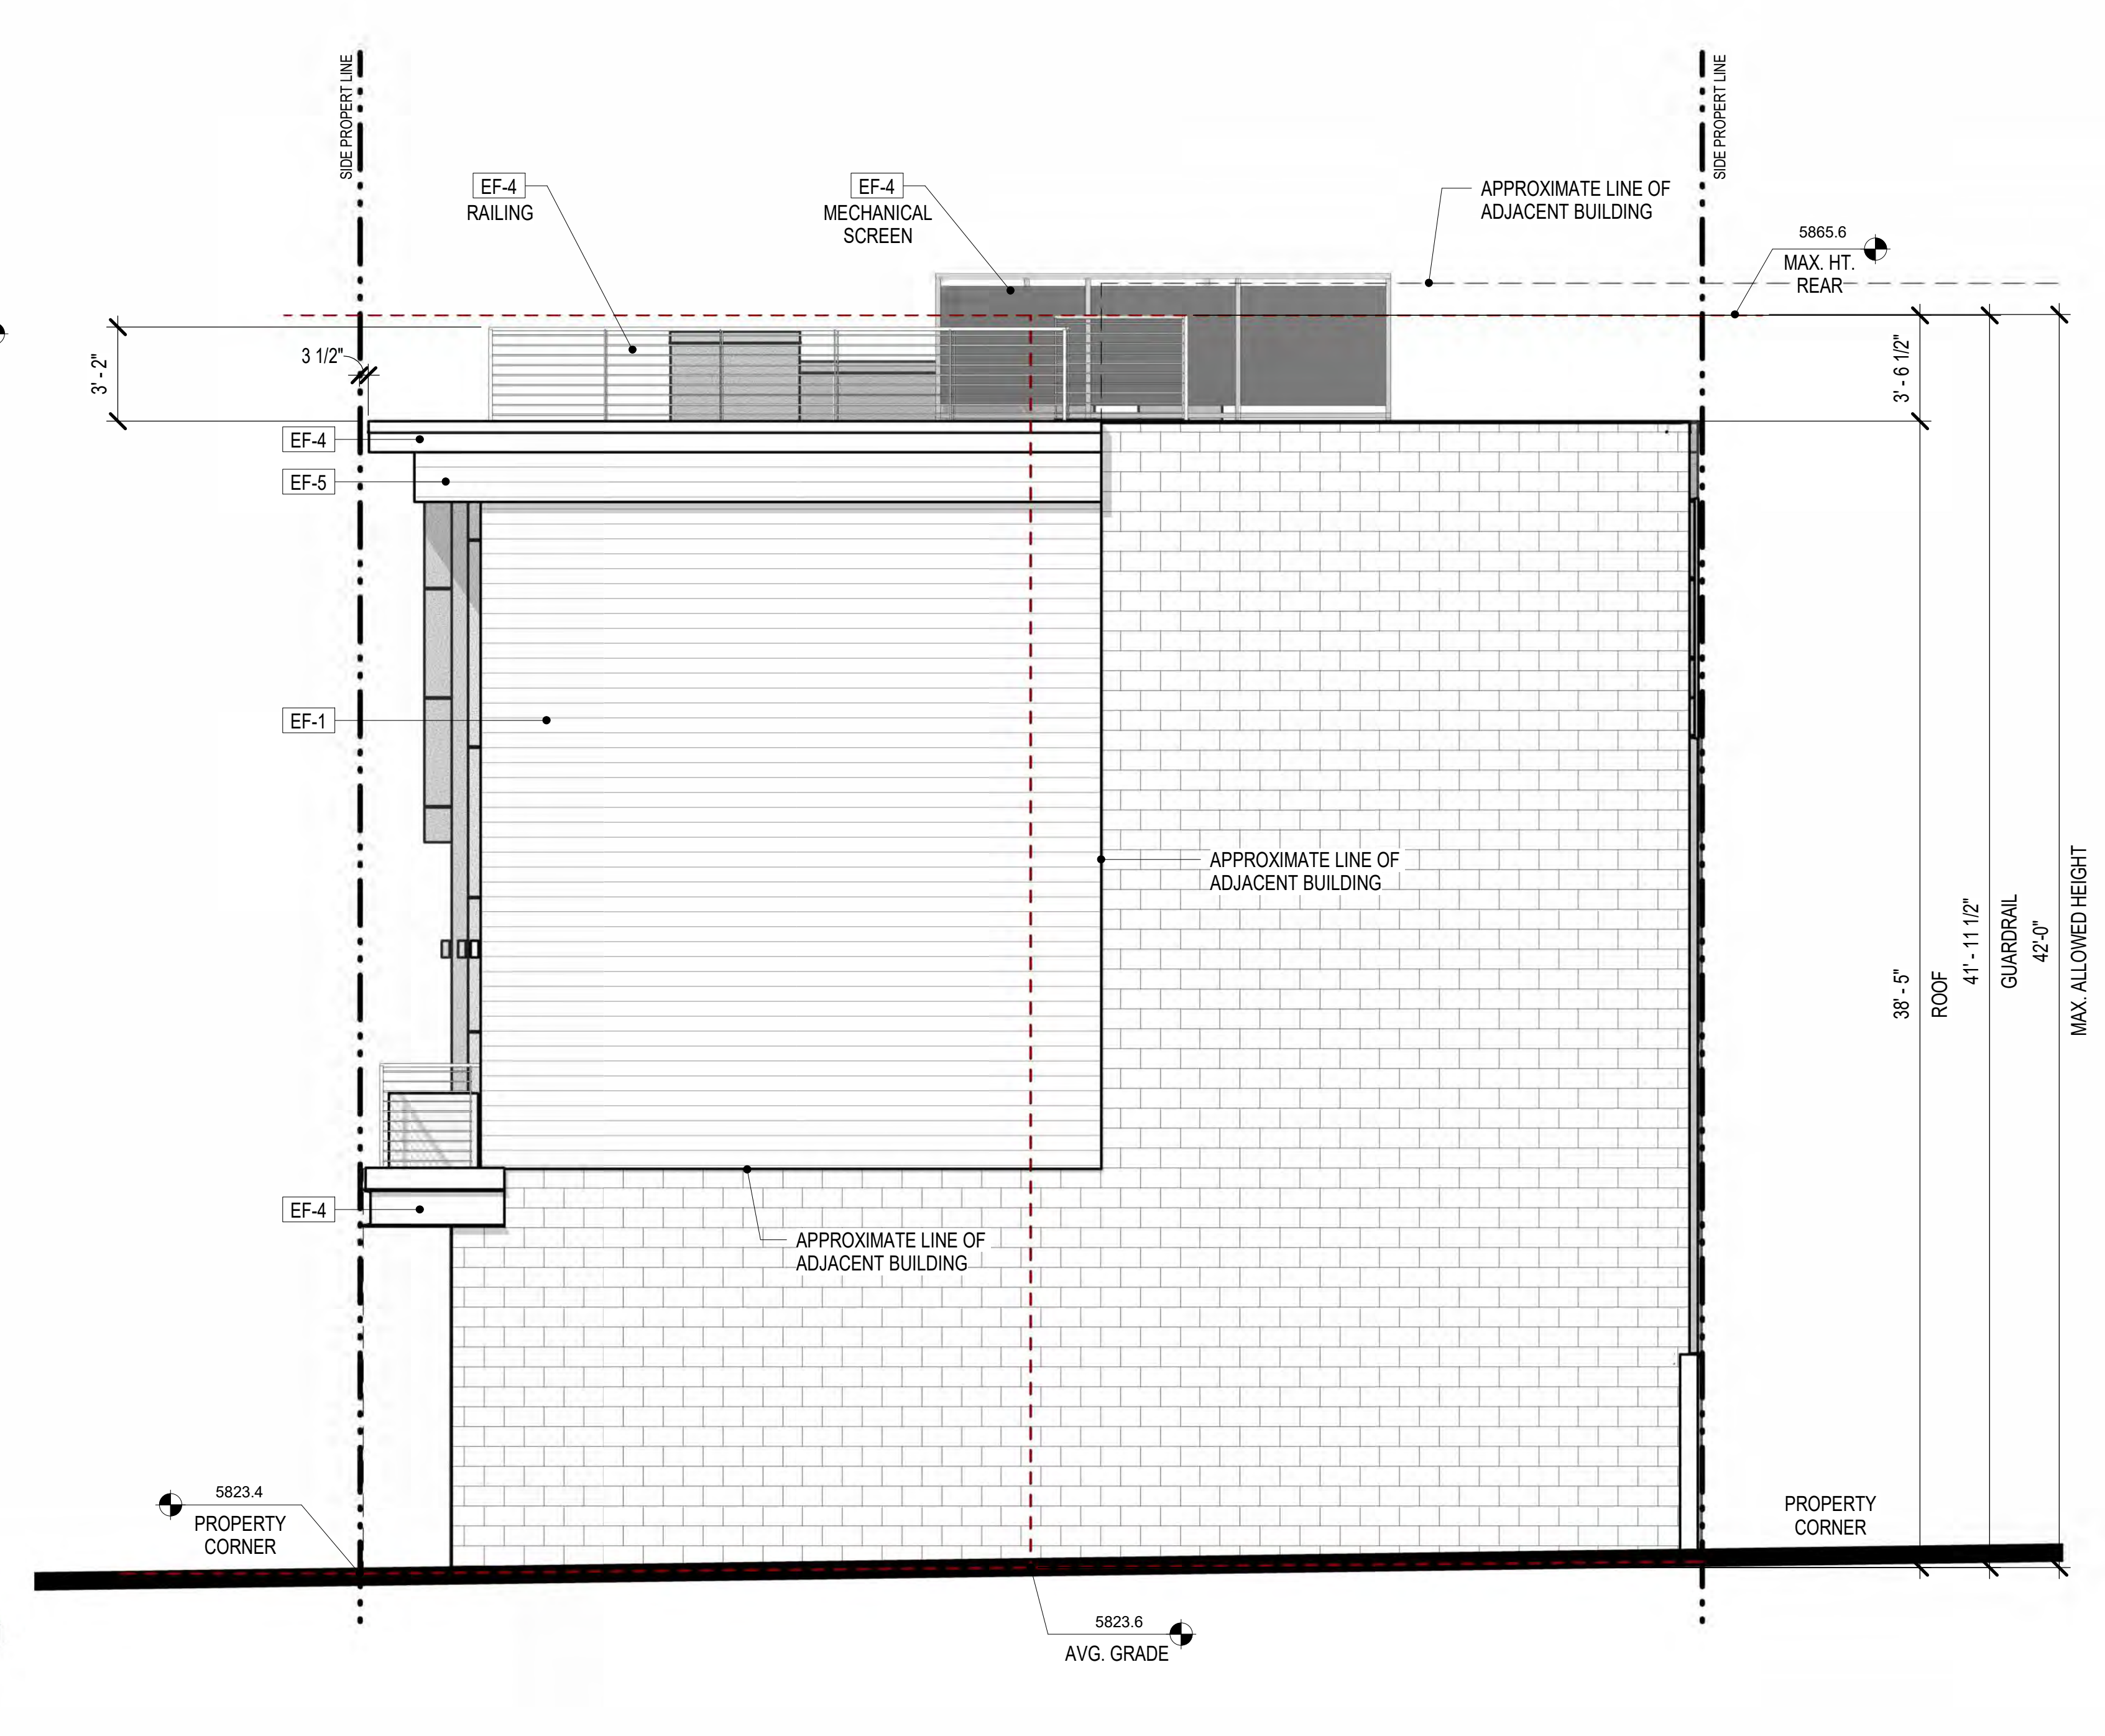 SIDE PROPERT LINE
SIDE PROPERT LINE
EF-4
RAILING
EF-4
MECHANICAL
SCREEN
APPROXIMATE LINE OF
ADJACENT BUILDING
5865.6
MAX. HT.
REAR
3' - 2"
3 1/2"
3' - 6 1/2"
EF-4
EF-5
EF-1
APPROXIMATE LINE OF
ADJACENT BUILDING
38' - 5"
ROOF
41' - 11 1/2"
GUARDRAIL
42'-0"
MAX. ALLOWED HEIGHT
EF-4
APPROXIMATE LINE OF
ADJACENT BUILDING
5823.4
PROPERTY
CORNER
PROPERTY
CORNER
5823.6
AVG. GRADE